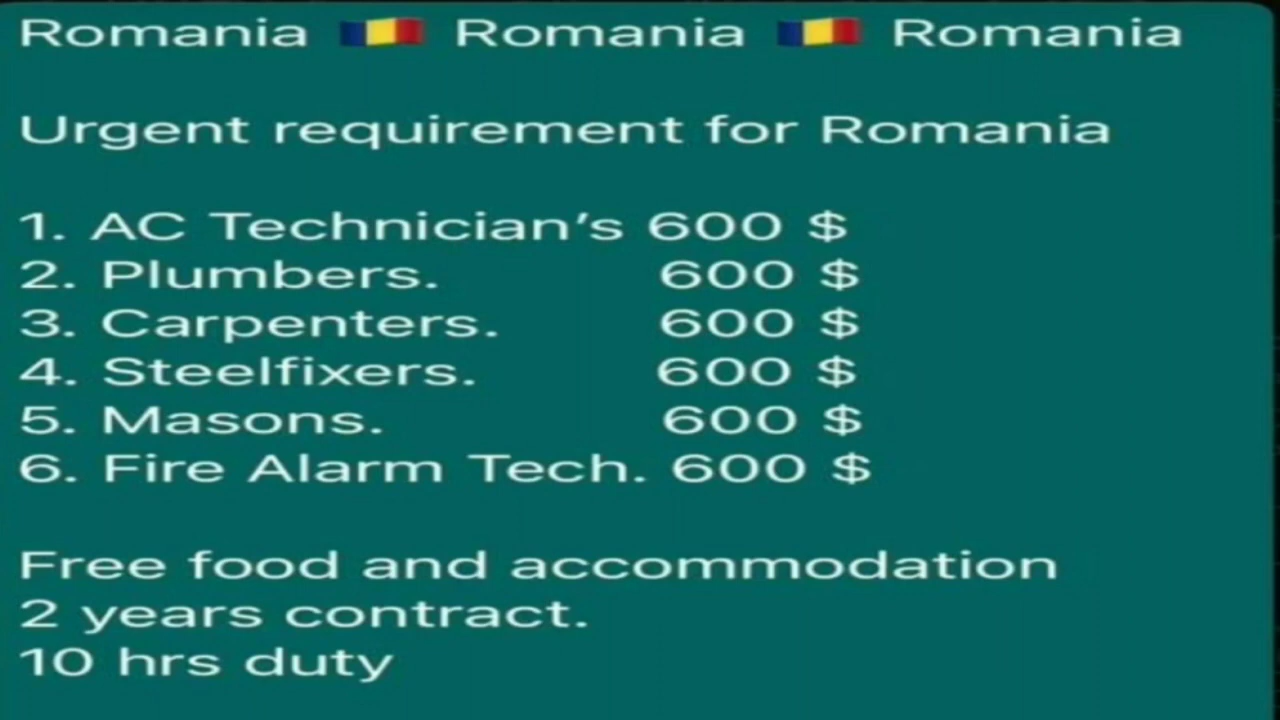 Romania 🇷🇴 Romania 🇷🇴 Romania
Urgent requirement for Romania
1. AC Technician’s 600 $
2. Plumbers. 600 $
3. Carpenters. 600 $
4. Steelfixers. 600 $
5. Masons. 600 $
6. Fire Alarm Tech. 600 $
Free food and accommodation
2 years contract.
10 hrs duty